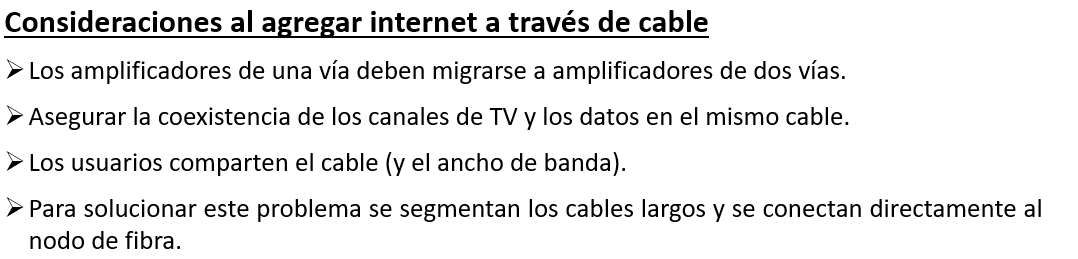 Consideraciones al agregar internet a través de cable
➢ Los amplificadores de una vía deben migrarse a amplificadores de dos vías.
➢ Asegurar la coexistencia de los canales de TV y los datos en el mismo cable.
➢ Los usuarios comparten el cable (y el ancho de banda).
➢ Para solucionar este problema se segmentan los cables largos y se conectan directamente al
nodo de fibra.